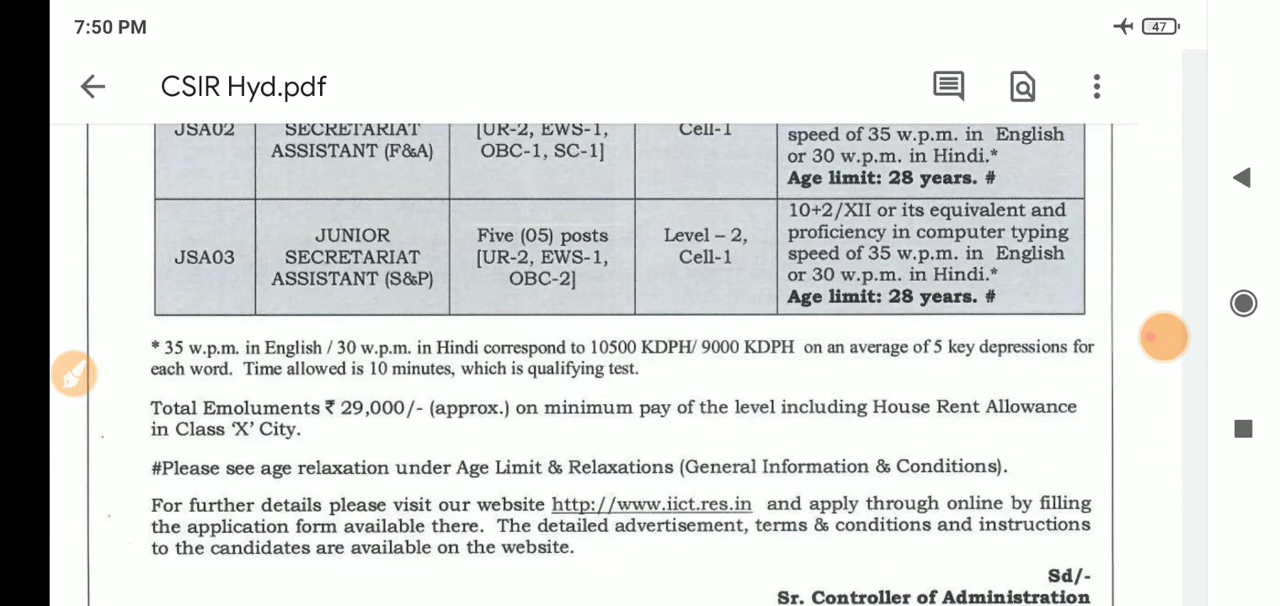 7:50 PM
47
CSIR Hyd.pdf
JSA02
SECRETARIAT
ASSISTANT (F&A)
[UR-2, EWS-1,
OBC-1, SC-1]
Cell-1
speed of 35 w.p.m. in English
or 30 w.p.m. in Hindi.*
Age limit: 28 years. #
JSA03
JUNIOR
SECRETARIAT
ASSISTANT (S&P)
Five (05) posts
[UR-2, EWS-1,
OBC-2]
Level – 2,
Cell-1
10+2/XII or its equivalent and
proficiency in computer typing
speed of 35 w.p.m. in English
or 30 w.p.m. in Hindi.*
Age limit: 28 years. #
* 35 w.p.m. in English / 30 w.p.m. in Hindi correspond to 10500 KDPH/ 9000 KDPH on an average of 5 key depressions for
each word. Time allowed is 10 minutes, which is qualifying test.
Total Emoluments ₹ 29,000/- (approx.) on minimum pay of the level including House Rent Allowance
in Class ‘X’ City.
#Please see age relaxation under Age Limit & Relaxations (General Information & Conditions).
For further details please visit our website http://www.iict.res.in and apply through online by filling
the application form available there. The detailed advertisement, terms & conditions and instructions
to the candidates are available on the website.
Sd/-
Sr. Controller of Administration